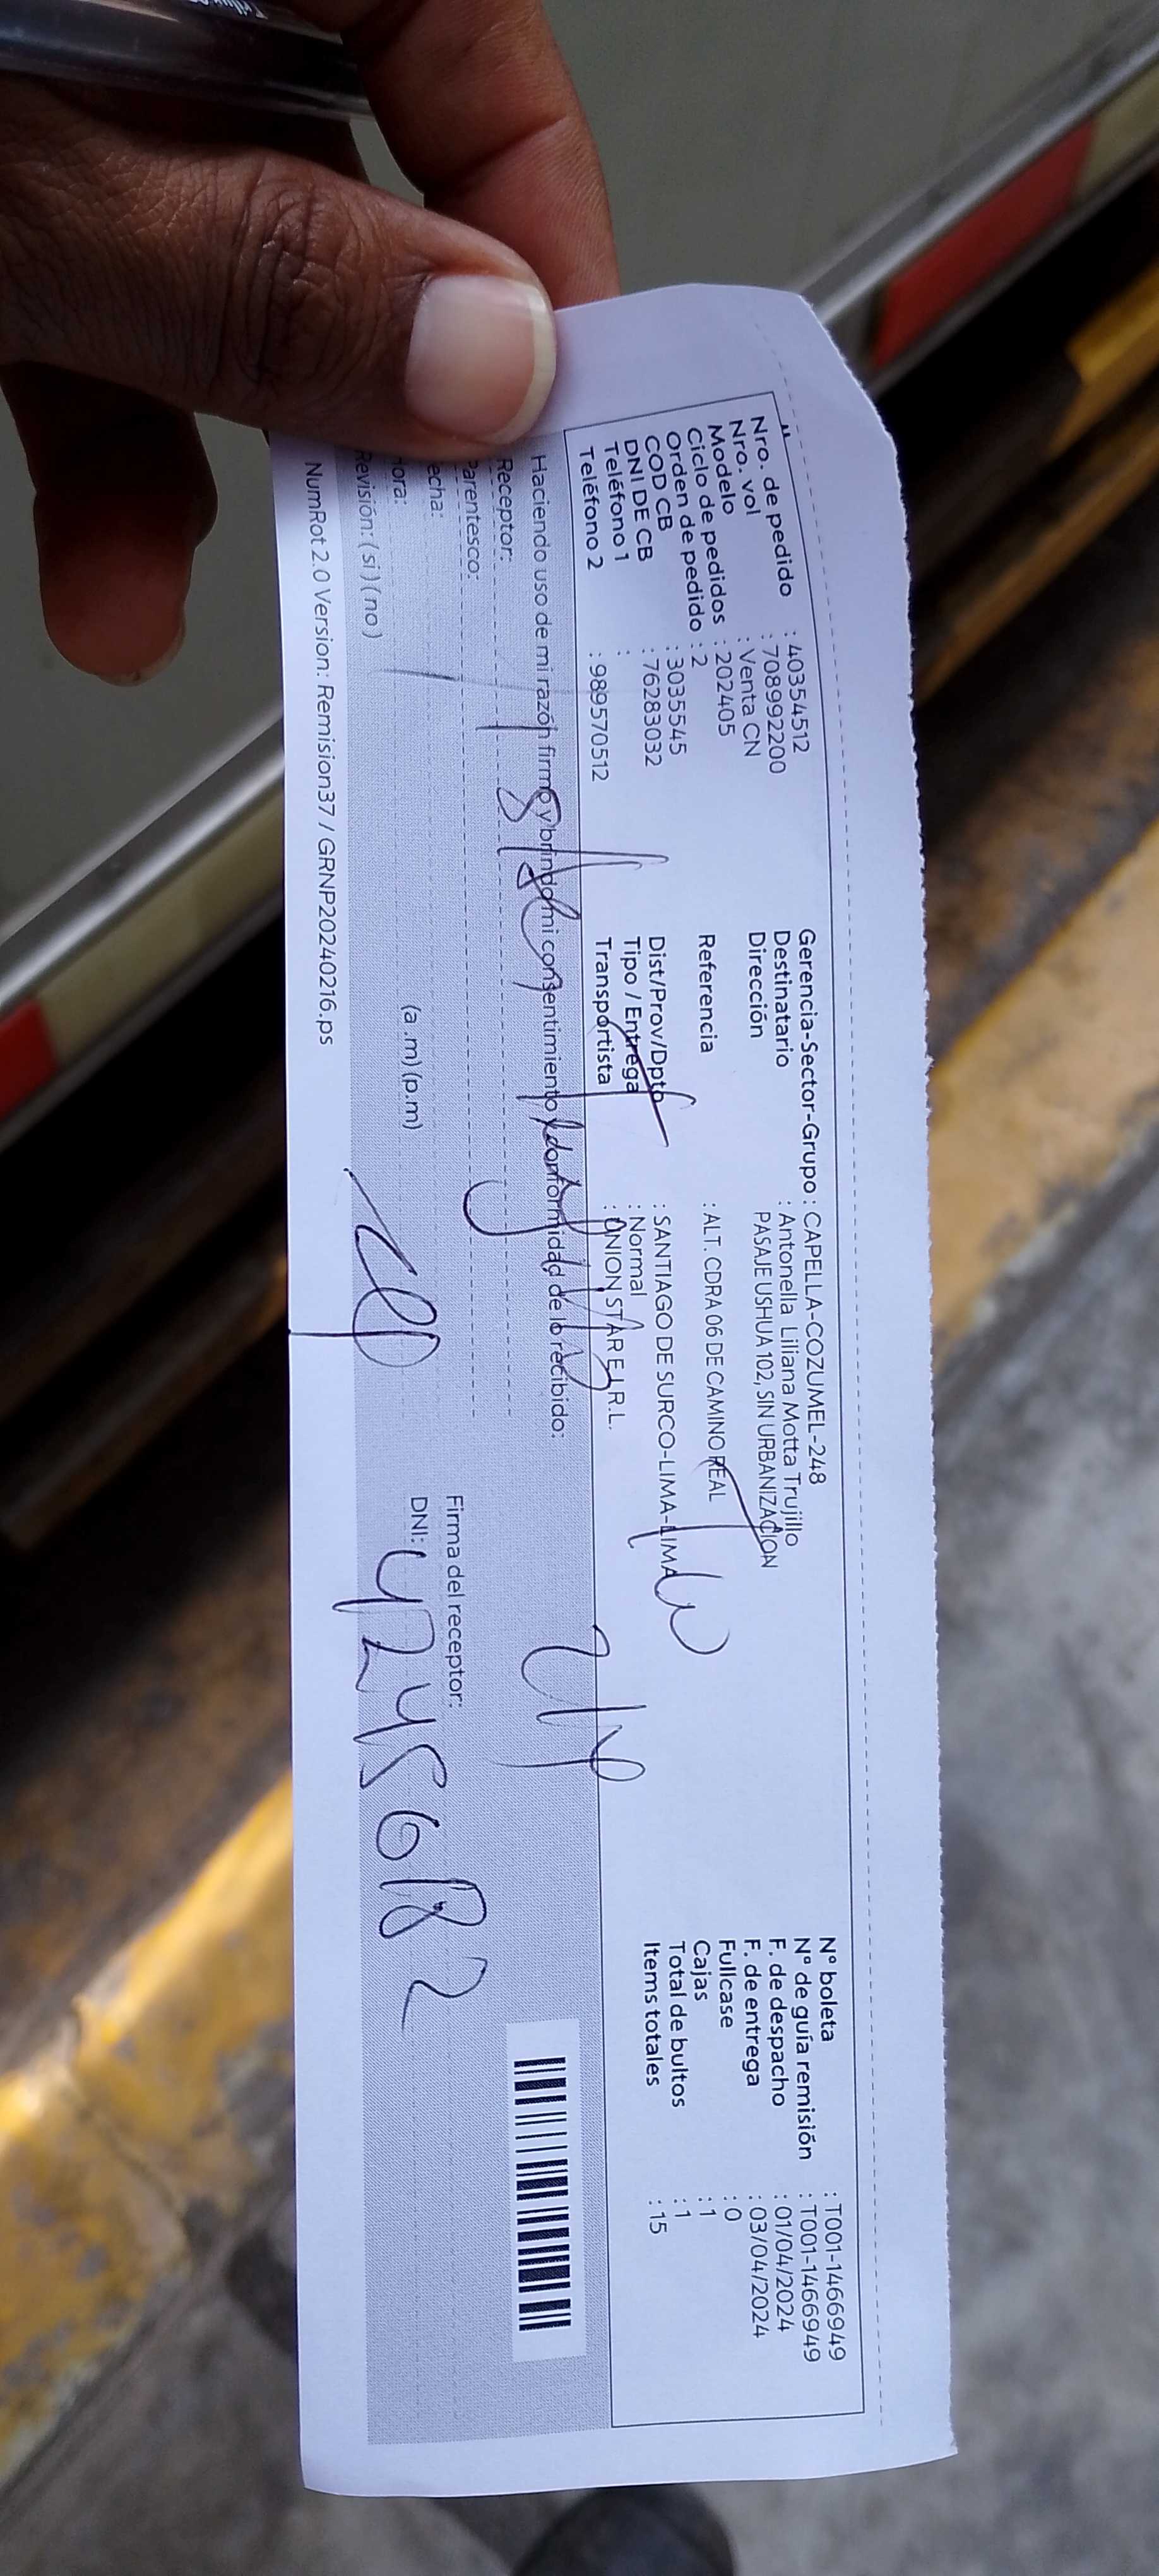 Nro. de pedido : 40354512
Nro. vol : 708992200
Modelo : Venta CN
Ciclo de pedidos : 202405
Orden de pedido : 2
COD CB : 3035545
DNI DE CB : 76283032
Teléfono 1 :
Teléfono 2 : 989570512
Gerencia-Sector-Grupo : CAPELLA-COZUMEL-248
Destinatario : Antonella Liliana Motta Trujillo
Dirección PASAJE USHUA 102, SIN URBANIZACION
Referencia : ALT. CDRA 06 DE CAMINO REAL
Dist/Prov/Dpto : SANTIAGO DE SURCO-LIMA-LIMA
Tipo / Entrega : Normal
Transportista : UNION STAR E.I.R.L.
N° boleta : T001-1466949
N° de guía remisión : T001-1466949
F. de despacho : 01/04/2024
F. de entrega : 03/04/2024
Fullcase : 0
Cajas : 1
Total de bultos : 1
Items totales : 15
Haciendo uso de mi razón firmo y brindo mi consentimiento y conformidad de lo recibido:
Receptor:
Parentesco:
echa:
hora: (a.m) (p.m)
Revisión: ( si ) ( no )
Firma del receptor:
DNI:
NumRot 2.0 Version: Remision37 / GRNP20240216.ps